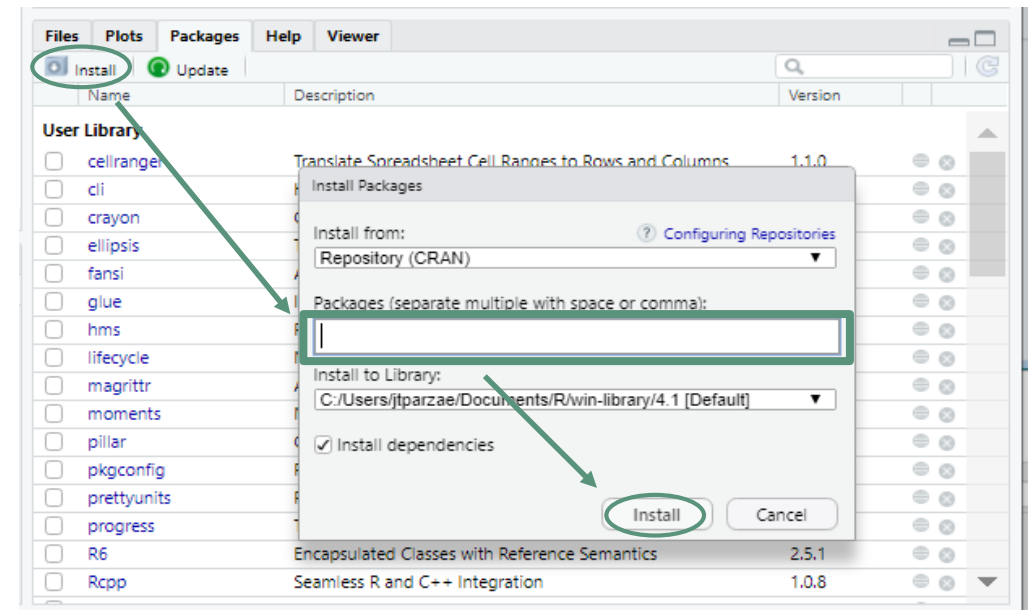 Files Plots Packages Help Viewer
Install Update
Name Description Version
User Library
cellranger Translate Spreadsheet Cell Ranges to Rows and Columns 1.1.0
cli
crayon
ellipsis
fansi
glue
hms
lifecycle
magrittr
moments
pillar
pkgconfig
prettyunits
progress
R6 Encapsulated Classes with Reference Semantics 2.5.1
Rcpp Seamless R and C++ Integration 1.0.8
Install Packages
Install from: ? Configuring Repositories
Repository (CRAN)
Packages (separate multiple with space or comma):
Install to Library:
C:/Users/jtparzae/Documents/R/win-library/4.1 [Default]
Install dependencies
Install Cancel